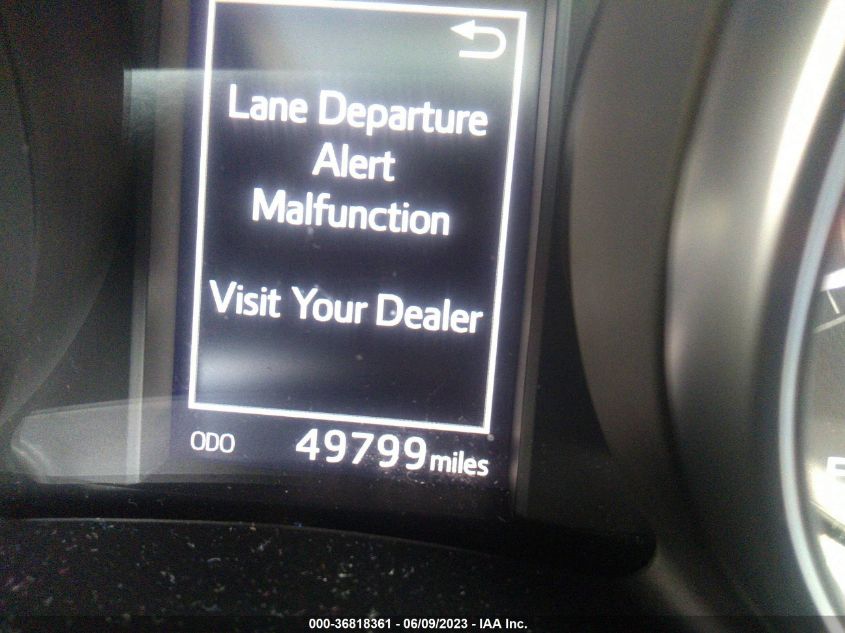 Lane Departure
Alert
Malfunction
Visit Your Dealer
ODO 49799 miles
000-36818361 - 06/09/2023 - IAA Inc.